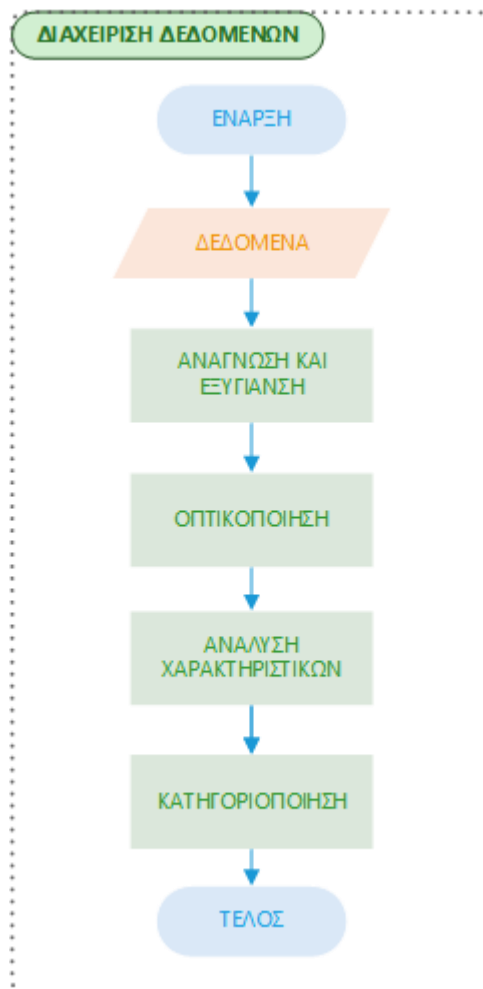 ΔΙΑΧΕΙΡΙΣΗ ΔΕΔΟΜΕΝΩΝ
ΕΝΑΡΞΗ
ΔΕΔΟΜΕΝΑ
ΑΝΑΓΝΩΣΗ ΚΑΙ
ΕΞΥΓΙΑΝΣΗ
ΟΠΤΙΚΟΠΟΙΗΣΗ
ΑΝΑΛΥΣΗ
ΧΑΡΑΚΤΗΡΙΣΤΙΚΩΝ
ΚΑΤΗΓΟΡΙΟΠΟΙΗΣΗ
ΤΕΛΟΣ